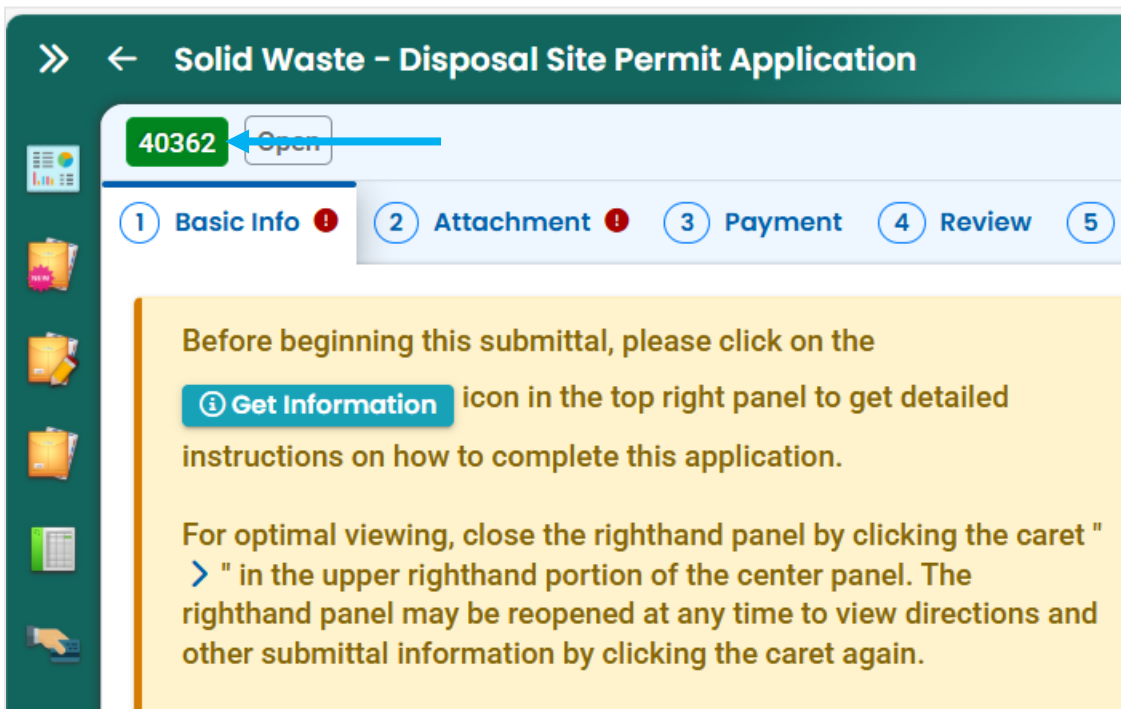 Solid Waste - Disposal Site Permit Application
40362 Open
1 Basic Info 2 Attachment 3 Payment 4 Review 5
Before beginning this submittal, please click on the
Get Information icon in the top right panel to get detailed
instructions on how to complete this application.
For optimal viewing, close the righthand panel by clicking the caret "
> " in the upper righthand portion of the center panel. The
righthand panel may be reopened at any time to view directions and
other submittal information by clicking the caret again.
NEW